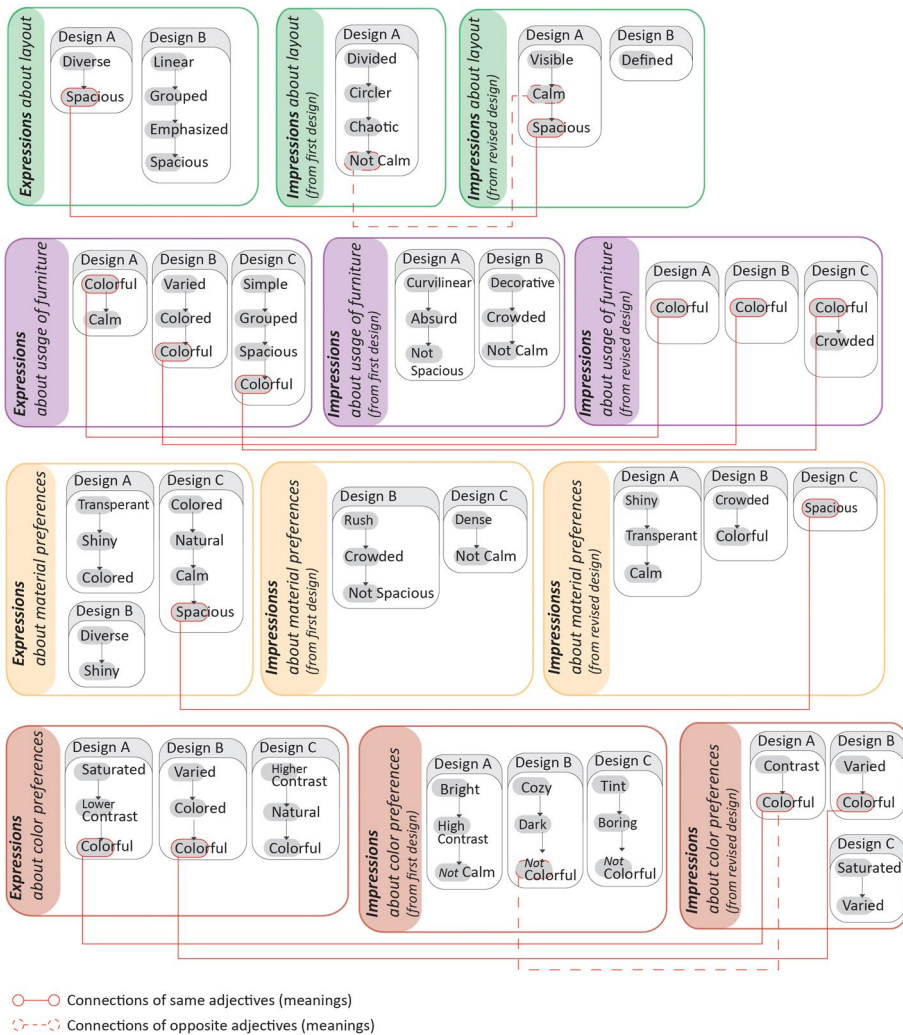 Expressions about layout
Design A
Diverse
Spacious
Design B
Linear
Grouped
Emphasized
Spacious
Impressions about layout
(from first design)
Design A
Divided
Circler
Chaotic
Not Calm
Impressions about layout
(from revised design)
Design A
Visible
Calm
Spacious
Design B
Defined
Expressions
about usage of furniture
Design A
Colorful
Calm
Design B
Varied
Colored
Colorful
Design C
Simple
Grouped
Spacious
Colorful
Impressions
about usage of furniture
(from first design)
Design A
Curvilinear
Absurd
Not
Spacious
Design B
Decorative
Crowded
Not Calm
Impressions
about usage of furniture
(from revised design)
Design A
Colorful
Design B
Colorful
Design C
Colorful
Crowded
Expressions
about material preferences
Design A
Transperant
Shiny
Colored
Design B
Diverse
Shiny
Design C
Colored
Natural
Calm
Spacious
Impressions
about material preferences
(from first design)
Design B
Rush
Crowded
Not Spacious
Design C
Dense
Not Calm
Impressionss
about material preferences
(from revised design)
Design A
Shiny
Transperant
Calm
Design B
Crowded
Colorful
Design C
Spacious
Expressions
about color preferences
Design A
Saturated
Lower
Contrast
Colorful
Design B
Varied
Colored
Colorful
Design C
Higher
Contrast
Natural
Colorful
Impressions
about color preferences
(from first design)
Design A
Bright
High
Contrast
Not Calm
Design B
Cozy
Dark
Not
Colorful
Design C
Tint
Boring
Not
Colorful
Impressions
about color preferences
(from revised design)
Design A
Contrast
Colorful
Design B
Varied
Colorful
Design C
Saturated
Varied
Connections of same adjectives (meanings)
Connections of opposite adjectives (meanings)